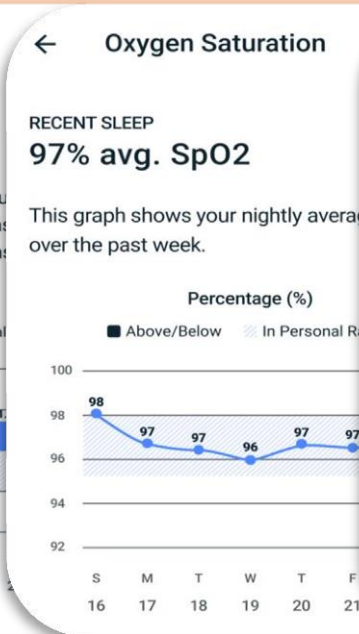 Oxygen Saturation
RECENT SLEEP
97% avg. SpO2
This graph shows your nightly
over the past week.
Percentage (%)
Above/Below In Personal
100
98
96
94
92
98 97 97 96 97 97
S M T W T F
16 17 18 19 20 21